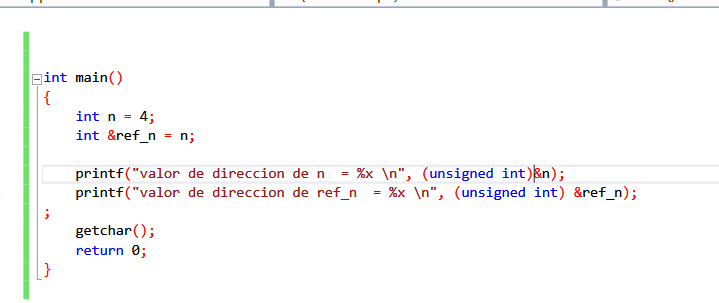 int main()
{
    int n = 4;
    int &ref_n = n;
    printf("valor de direccion de n  = %x \n", (unsigned int)&n);
    printf("valor de direccion de ref_n  = %x \n", (unsigned int) &ref_n);
;
    getchar();
    return 0;
}